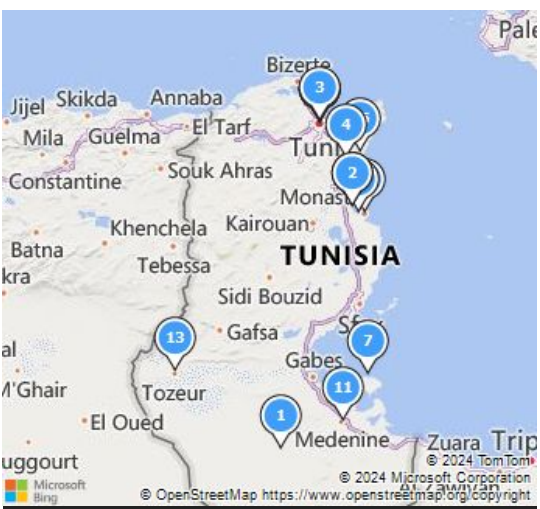 Pale
Bizerte
3
Jijel Skikda Annaba
El Tarf
4
Mila Guelma
Tuni
Souk Ahras
2
Constantine
Monast
Khenchela Kairouan
Batna
TUNISIA
kra
Tebessa
Sidi Bouzid
Gafsa
13
7
al
Gabes
M'Ghair
Tozeur
11
El Oued
1
Medenine
Zuara Trip
© 2024 TomTom
uggourt
© 2024 Microsoft Corporation
Microsoft
Bing
© OpenStreetMap https://www.openstreetmap.org/copyright